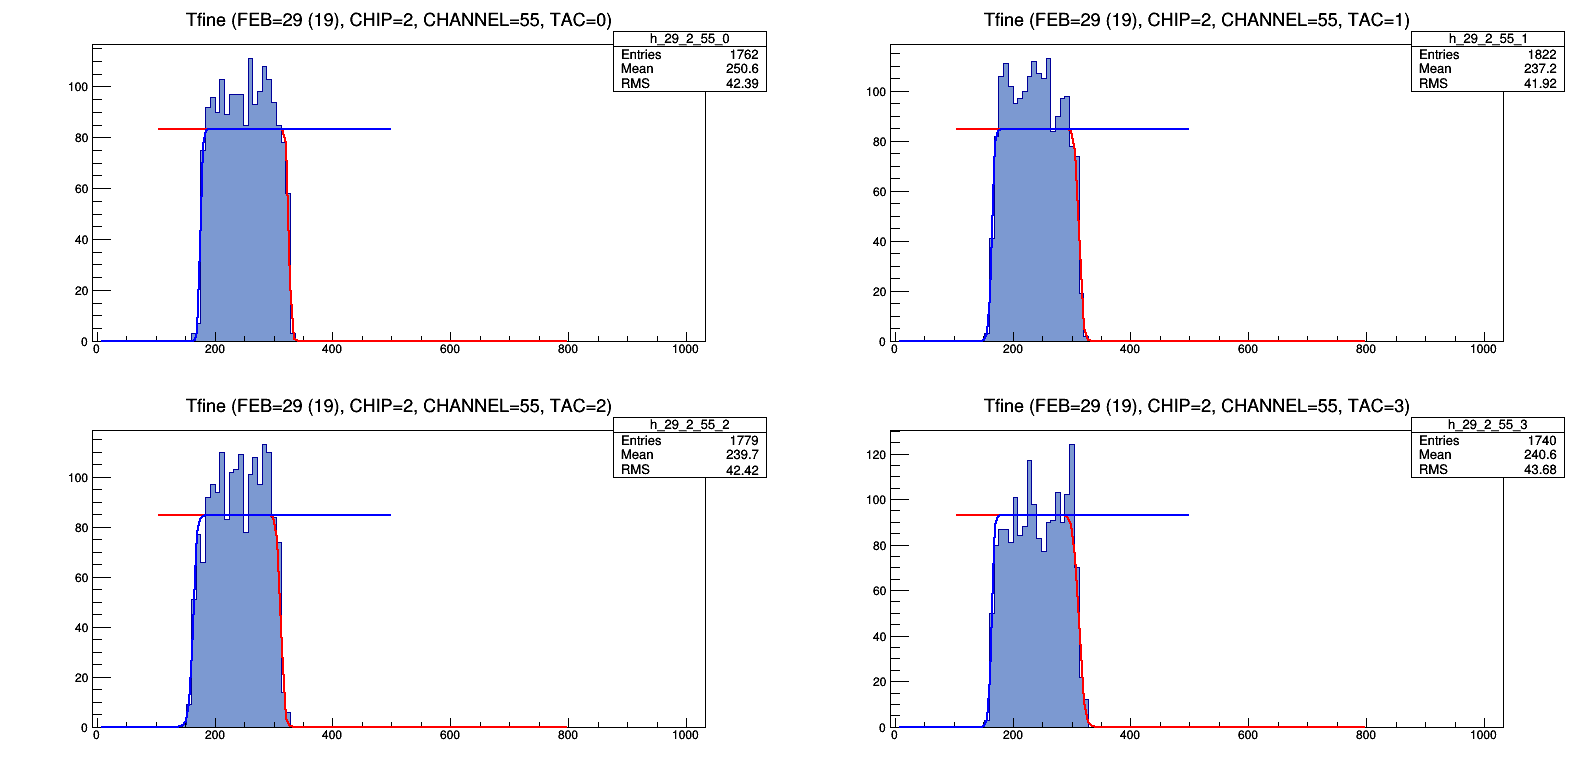 Tfine (FEB=29 (19), CHIP=2, CHANNEL=55, TAC=0)
h_29_2_55_0
Entries 1762
Mean 250.6
RMS 42.39
100
80
60
40
20
0
0 200 400 600 800 1000
Tfine (FEB=29 (19), CHIP=2, CHANNEL=55, TAC=1)
h_29_2_55_1
Entries 1822
Mean 237.2
RMS 41.92
100
80
60
40
20
0
0 200 400 600 800 1000
Tfine (FEB=29 (19), CHIP=2, CHANNEL=55, TAC=2)
h_29_2_55_2
Entries 1779
Mean 239.7
RMS 42.42
100
80
60
40
20
0
0 200 400 600 800 1000
Tfine (FEB=29 (19), CHIP=2, CHANNEL=55, TAC=3)
h_29_2_55_3
Entries 1740
Mean 240.6
RMS 43.68
120
100
80
60
40
20
0
0 200 400 600 800 1000